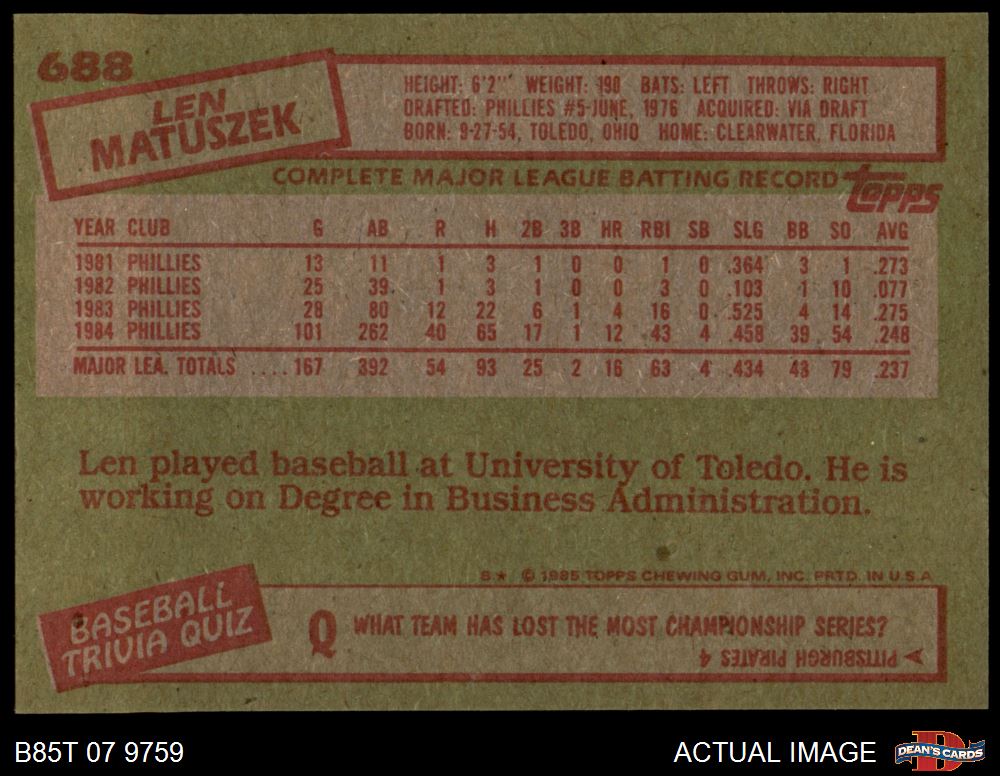 688
LEN
MATUSZEK
HEIGHT: 6'2" WEIGHT: 190 BATS: LEFT THROWS: RIGHT
DRAFTED: PHILLIES #5-JUNE, 1976 ACQUIRED: VIA DRAFT
BORN: 9-27-54, TOLEDO, OHIO HOME: CLEARWATER, FLORIDA
COMPLETE MAJOR LEAGUE BATTING RECORD topps
YEAR CLUB G AB R H 2B 3B HR RBI SB SLG BB SO AVG
1981 PHILLIES 13 11 1 3 1 0 0 1 0 .364 3 1 .273
1982 PHILLIES 25 39 1 3 1 0 0 3 0 .103 1 10 .077
1983 PHILLIES 28 80 12 22 6 1 4 16 0 .525 4 14 .275
1984 PHILLIES 101 262 40 65 17 1 12 43 4 .458 39 54 .248
MAJOR LEA. TOTALS .... 167 392 54 93 25 2 16 63 4 .434 43 79 .237
Len played baseball at University of Toledo. He is
working on Degree in Business Administration.
B★ © 1985 TOPPS CHEWING GUM, INC. PRTD. IN U.S.A.
BASEBALL
TRIVIA QUIZ
Q WHAT TEAM HAS LOST THE MOST CHAMPIONSHIP SERIES?
PITTSBURGH PIRATES 4
B85T 07 9759
ACTUAL IMAGE
DEAN'S CARDS